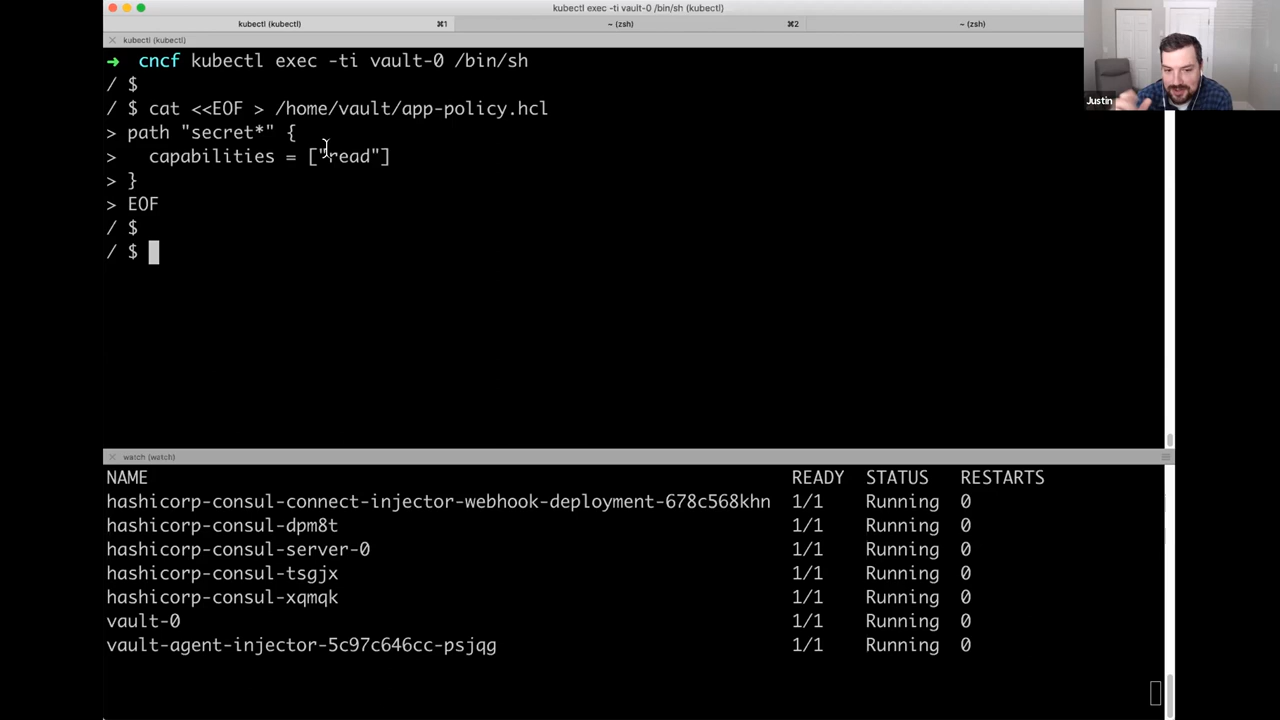 kubectl exec -ti vault-0 /bin/sh (kubectl)
kubectl (kubectl) ⌘1 ~ (zsh) ⌘2 ~ (zsh)
kubectl (kubectl)
➜ cncf kubectl exec -ti vault-0 /bin/sh
/ $
/ $ cat <<EOF > /home/vault/app-policy.hcl
> path "secret*" {
>   capabilities = ["read"]
> }
> EOF
/ $
/ $
Justin
watch (watch)
NAME READY STATUS RESTARTS
hashicorp-consul-connect-injector-webhook-deployment-678c568khn 1/1 Running 0
hashicorp-consul-dpm8t 1/1 Running 0
hashicorp-consul-server-0 1/1 Running 0
hashicorp-consul-tsgjx 1/1 Running 0
hashicorp-consul-xqmqk 1/1 Running 0
vault-0 1/1 Running 0
vault-agent-injector-5c97c646cc-psjqg 1/1 Running 0